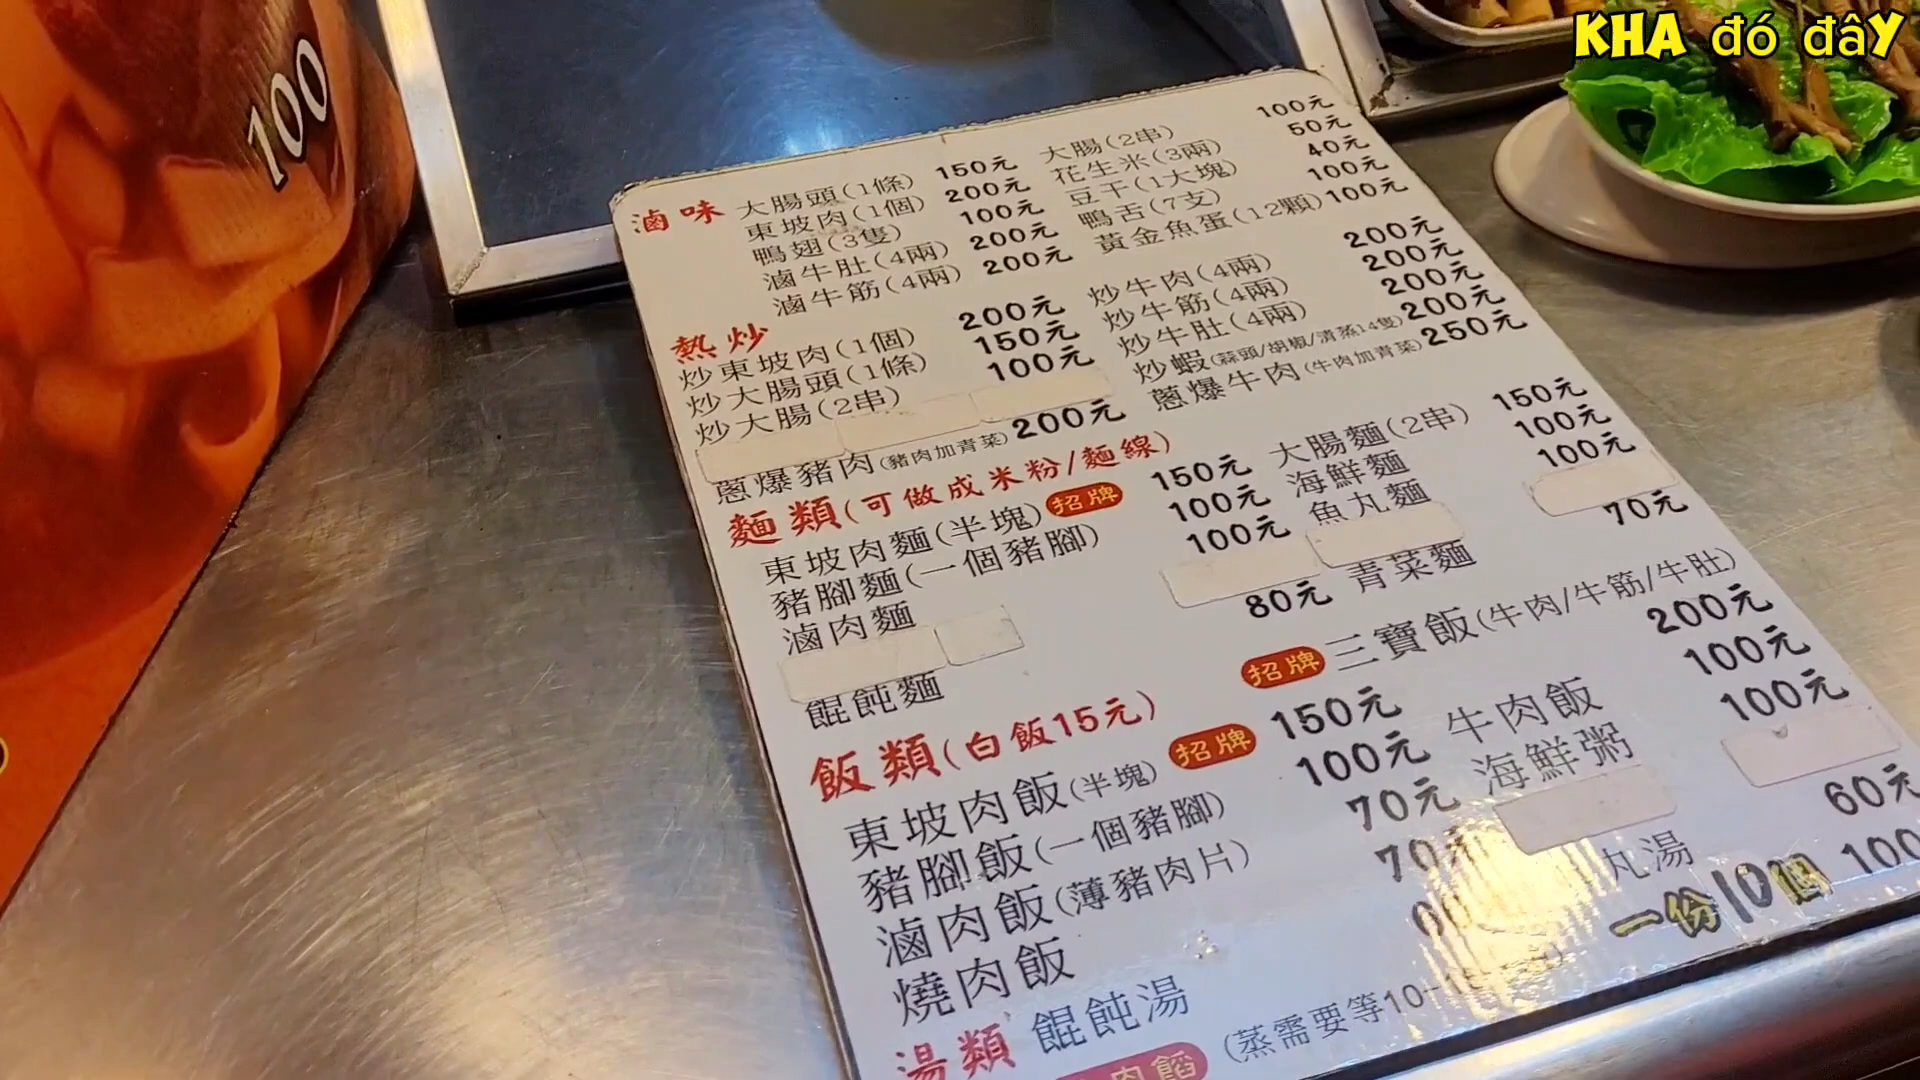 KHA đó đây
100
滷味
大腸頭(1條) 150元 大腸(2串) 100元
東坡肉(1個) 200元 花生米(3兩) 50元
鴨翅(3隻) 100元 豆干(1大塊) 40元
滷牛肚(4兩) 200元 鴨舌(7支) 100元
滷牛筋(4兩) 200元 黃金魚蛋(12顆) 100元
熱炒
炒東坡肉(1個) 200元 炒牛肉(4兩) 200元
炒大腸頭(1條) 150元 炒牛筋(4兩) 200元
炒大腸(2串) 100元 炒牛肚(4兩) 200元
炒蝦(蒜頭/胡椒/清蒸14隻) 200元
蔥爆豬肉(豬肉加青菜) 200元 蔥爆牛肉(牛肉加青菜) 250元
麵類(可做成米粉/麵線)
東坡肉麵(半塊) 招牌 150元 大腸麵(2串) 150元
豬腳麵(一個豬腳) 100元 海鮮麵 100元
滷肉麵 100元 魚丸麵 100元
餛飩麵 80元 青菜麵 70元
飯類(白飯15元) 招牌 三寶飯(牛肉/牛筋/牛肚) 200元
東坡肉飯(半塊) 招牌 150元 牛肉飯 100元
豬腳飯(一個豬腳) 100元 海鮮粥 100元
滷肉飯(薄豬肉片) 70元
燒肉飯 70
湯類 餛飩湯 丸湯 60元
一份10個 100
肉餡 (蒸需要等10-15